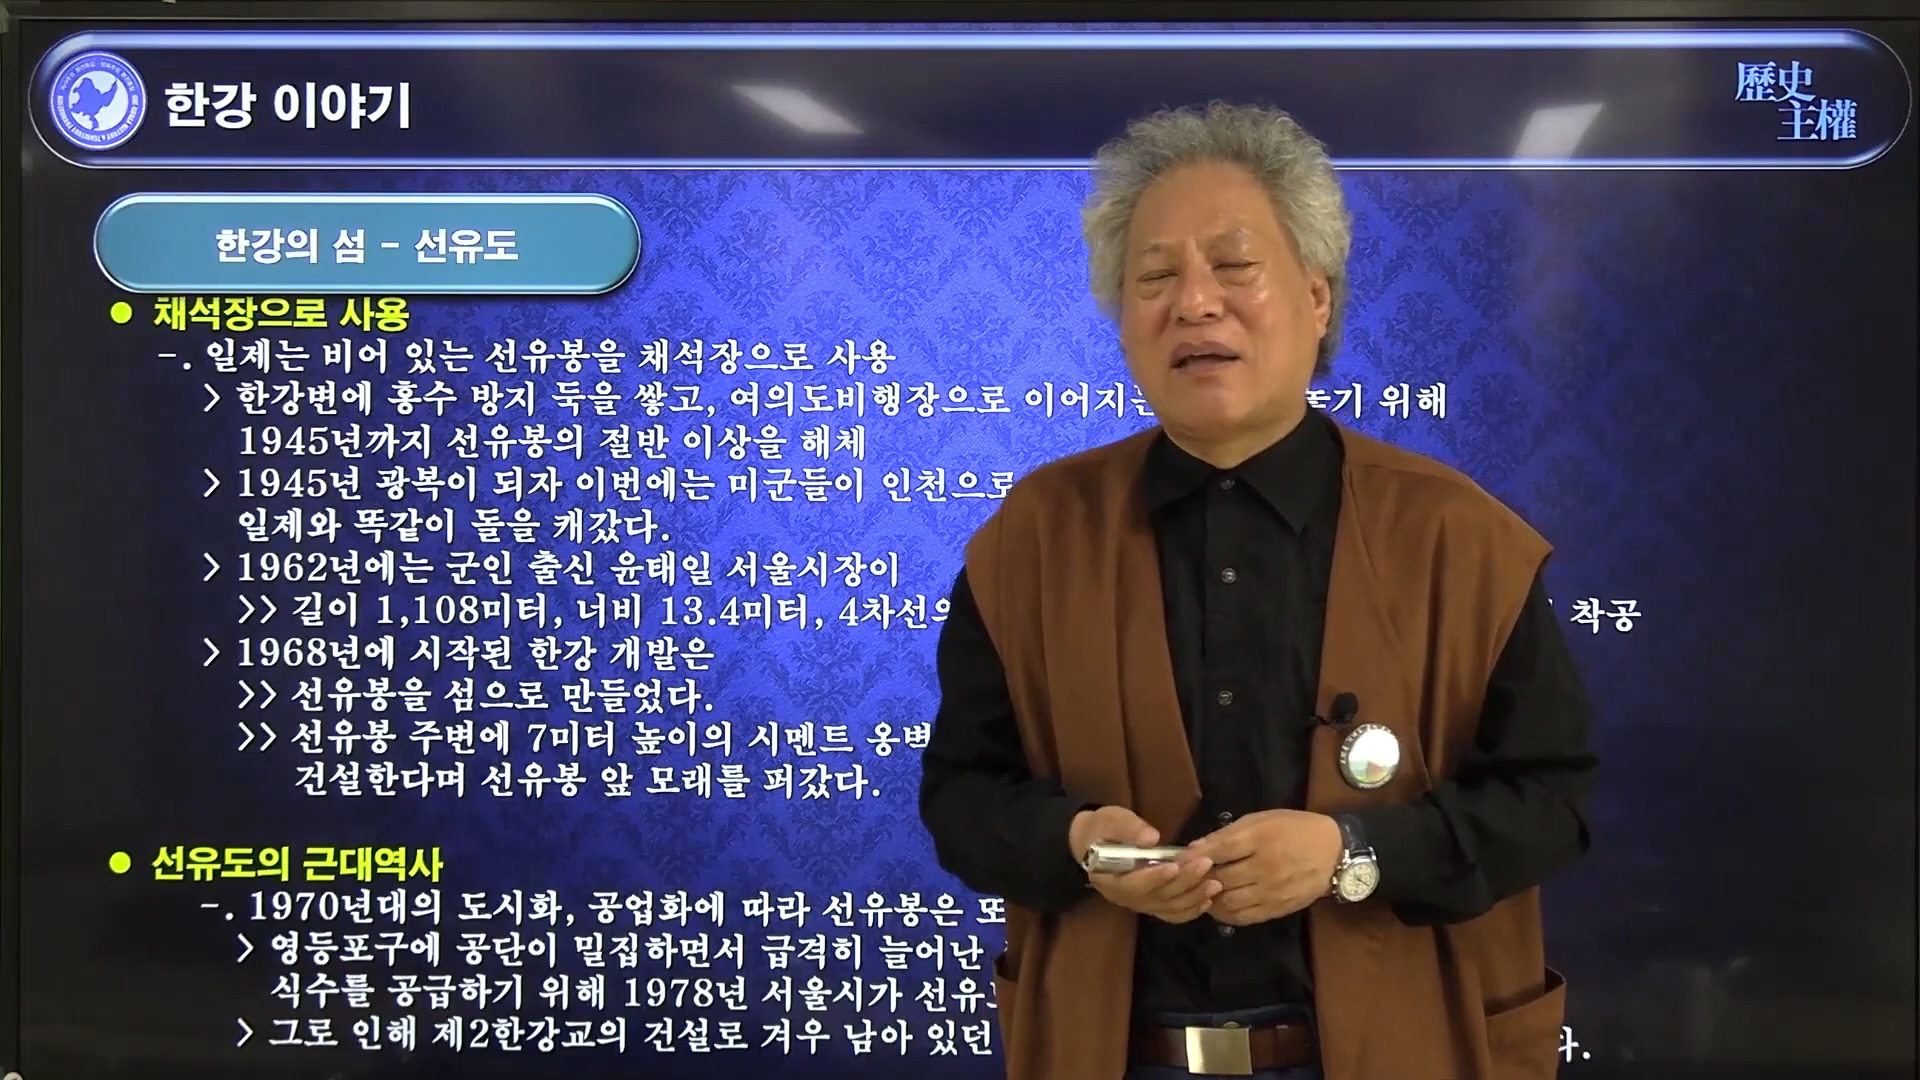 한강 이야기
歷史
主權
한강의 섬 - 선유도
● 채석장으로 사용
-. 일제는 비어 있는 선유봉을 채석장으로 사용
> 한강변에 홍수 방지 둑을 쌓고, 여의도비행장으로 이어지는 놓기 위해
1945년까지 선유봉의 절반 이상을 해체
> 1945년 광복이 되자 이번에는 미군들이 인천으로
일제와 똑같이 돌을 캐갔다.
> 1962년에는 군인 출신 윤태일 서울시장이
>> 길이 1,108미터, 너비 13.4미터, 4차선의 착공
> 1968년에 시작된 한강 개발은
>> 선유봉을 섬으로 만들었다.
>> 선유봉 주변에 7미터 높이의 시멘트 옹벽
건설한다며 선유봉 앞 모래를 퍼갔다.
● 선유도의 근대역사
-. 1970년대의 도시화, 공업화에 따라 선유봉은 또
> 영등포구에 공단이 밀집하면서 급격히 늘어난
식수를 공급하기 위해 1978년 서울시가 선유도
> 그로 인해 제2한강교의 건설로 겨우 남아 있던 다.